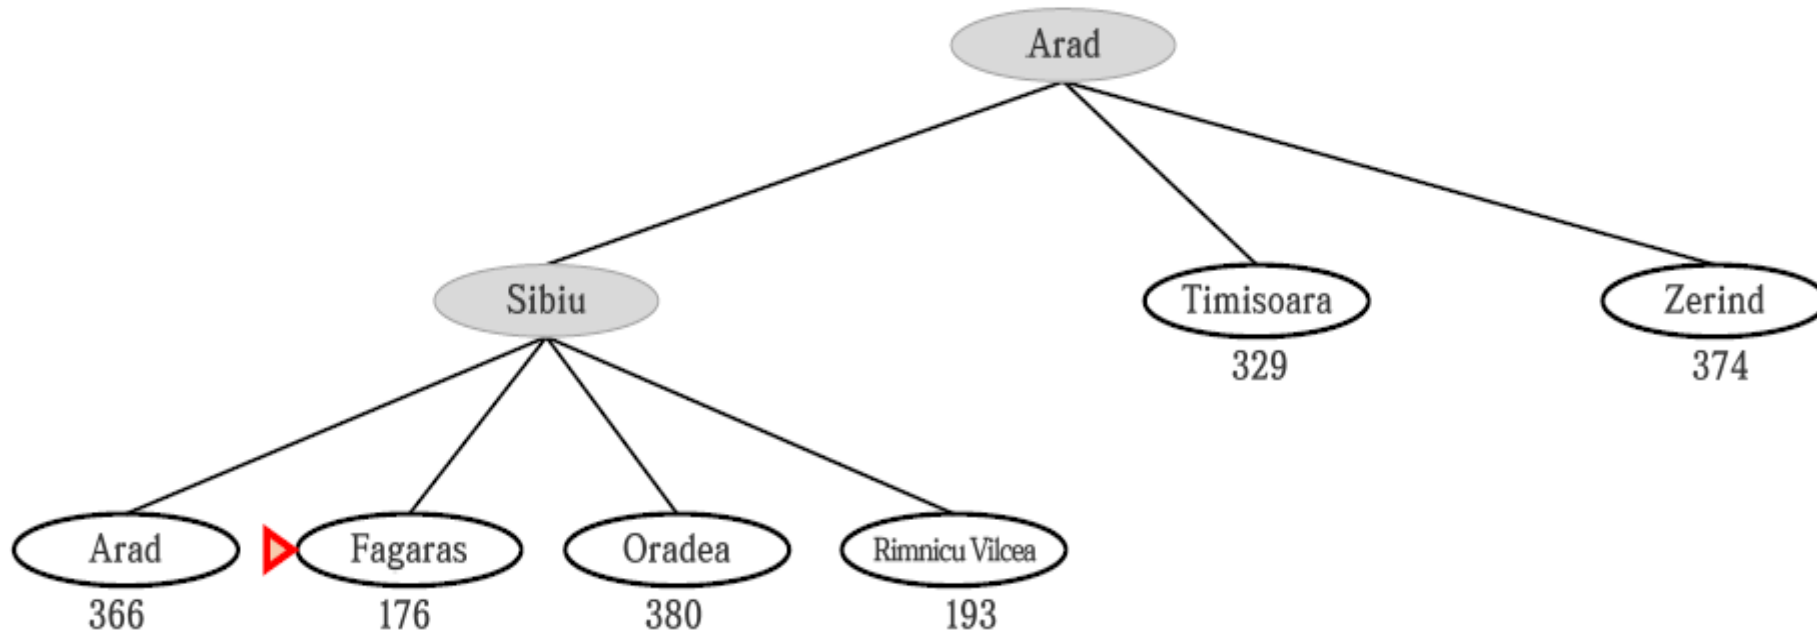 Arad
Sibiu
Timisoara
Zerind
329
374
Arad
Fagaras
Oradea
Rimnicu Vilcea
366
176
380
193